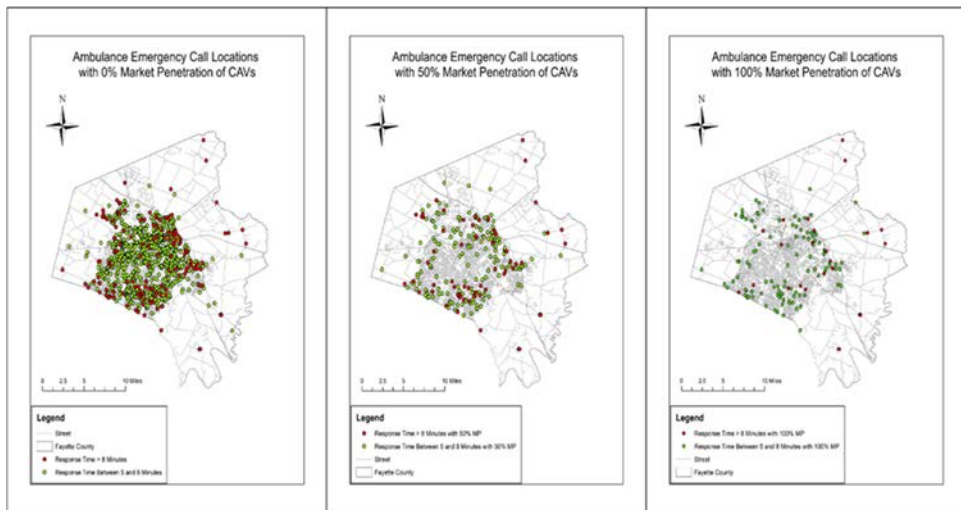 Ambulance Emergency Call Locations
with 0% Market Penetration of CAVs
N
0 2.5 5 10 Miles
Legend
Street
Fayette County
Response Time > 8 Minutes
Response Time Between 5 and 8 Minutes
Ambulance Emergency Call Locations
with 50% Market Penetration of CAVs
N
0 2.5 5 10 Miles
Legend
Response Time > 8 Minutes with 50% MP
Response Time Between 5 and 8 Minutes with 50% MP
Street
Fayette County
Ambulance Emergency Call Locations
with 100% Market Penetration of CAVs
N
0 2.5 5 10 Miles
Legend
Response Time > 8 Minutes with 100% MP
Response Time Between 5 and 8 Minutes with 100% MP
Street
Fayette County